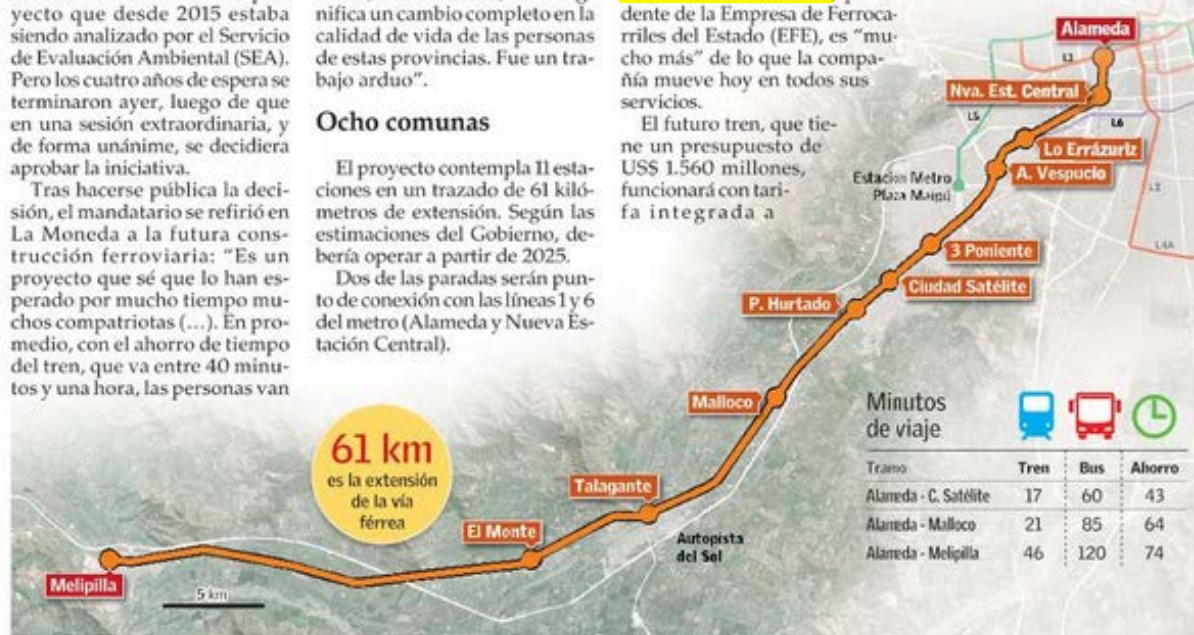 yecto que desde 2015 estaba
siendo analizado por el Servicio
de Evaluación Ambiental (SEA).
Pero los cuatro años de espera se
terminaron ayer, luego de que
en una sesión extraordinaria, y
de forma unánime, se decidiera
aprobar la iniciativa.
Tras hacerse pública la deci-
sión, el mandatario se refirió en
La Moneda a la futura cons-
trucción ferroviaria: “Es un
proyecto que sé que lo han es-
perado por mucho tiempo mu-
chos compatriotas (...). En pro-
medio, con el ahorro de tiempo
del tren, que va entre 40 minu-
tos y una hora, las personas van
nifica un cambio completo en la
calidad de vida de las personas
de estas provincias. Fue un tra-
bajo arduo”.
Ocho comunas
El proyecto contempla 11 esta-
ciones en un trazado de 61 kiló-
metros de extensión. Según las
estimaciones del Gobierno, de-
bería operar a partir de 2025.
Dos de las paradas serán pun-
to de conexión con las líneas 1 y 6
del metro (Alameda y Nueva Es-
tación Central).
dente de la Empresa de Ferroca-
rriles del Estado (EFE), es “mu-
cho más” de lo que la compa-
ñía mueve hoy en todos sus
servicios.
El futuro tren, que tie-
ne un presupuesto de
US$ 1.560 millones,
funcionará con tari-
fa integrada a
Alameda
L1
Nva. Est. Central
L5
L6
Lo Errázuriz
A. Vespucio
Estacion Metro
Plaza Maipú
L2
L4A
3 Poniente
Ciudad Satélite
P. Hurtado
Malloco
Talagante
El Monte
Melipilla
Autopista
del Sol
5 km
61 km
es la extensión
de la vía
férrea
Minutos
de viaje
Tramo Tren Bus Ahorro
Alameda - C. Satélite 17 60 43
Alameda - Malloco 21 85 64
Alameda - Melipilla 46 120 74